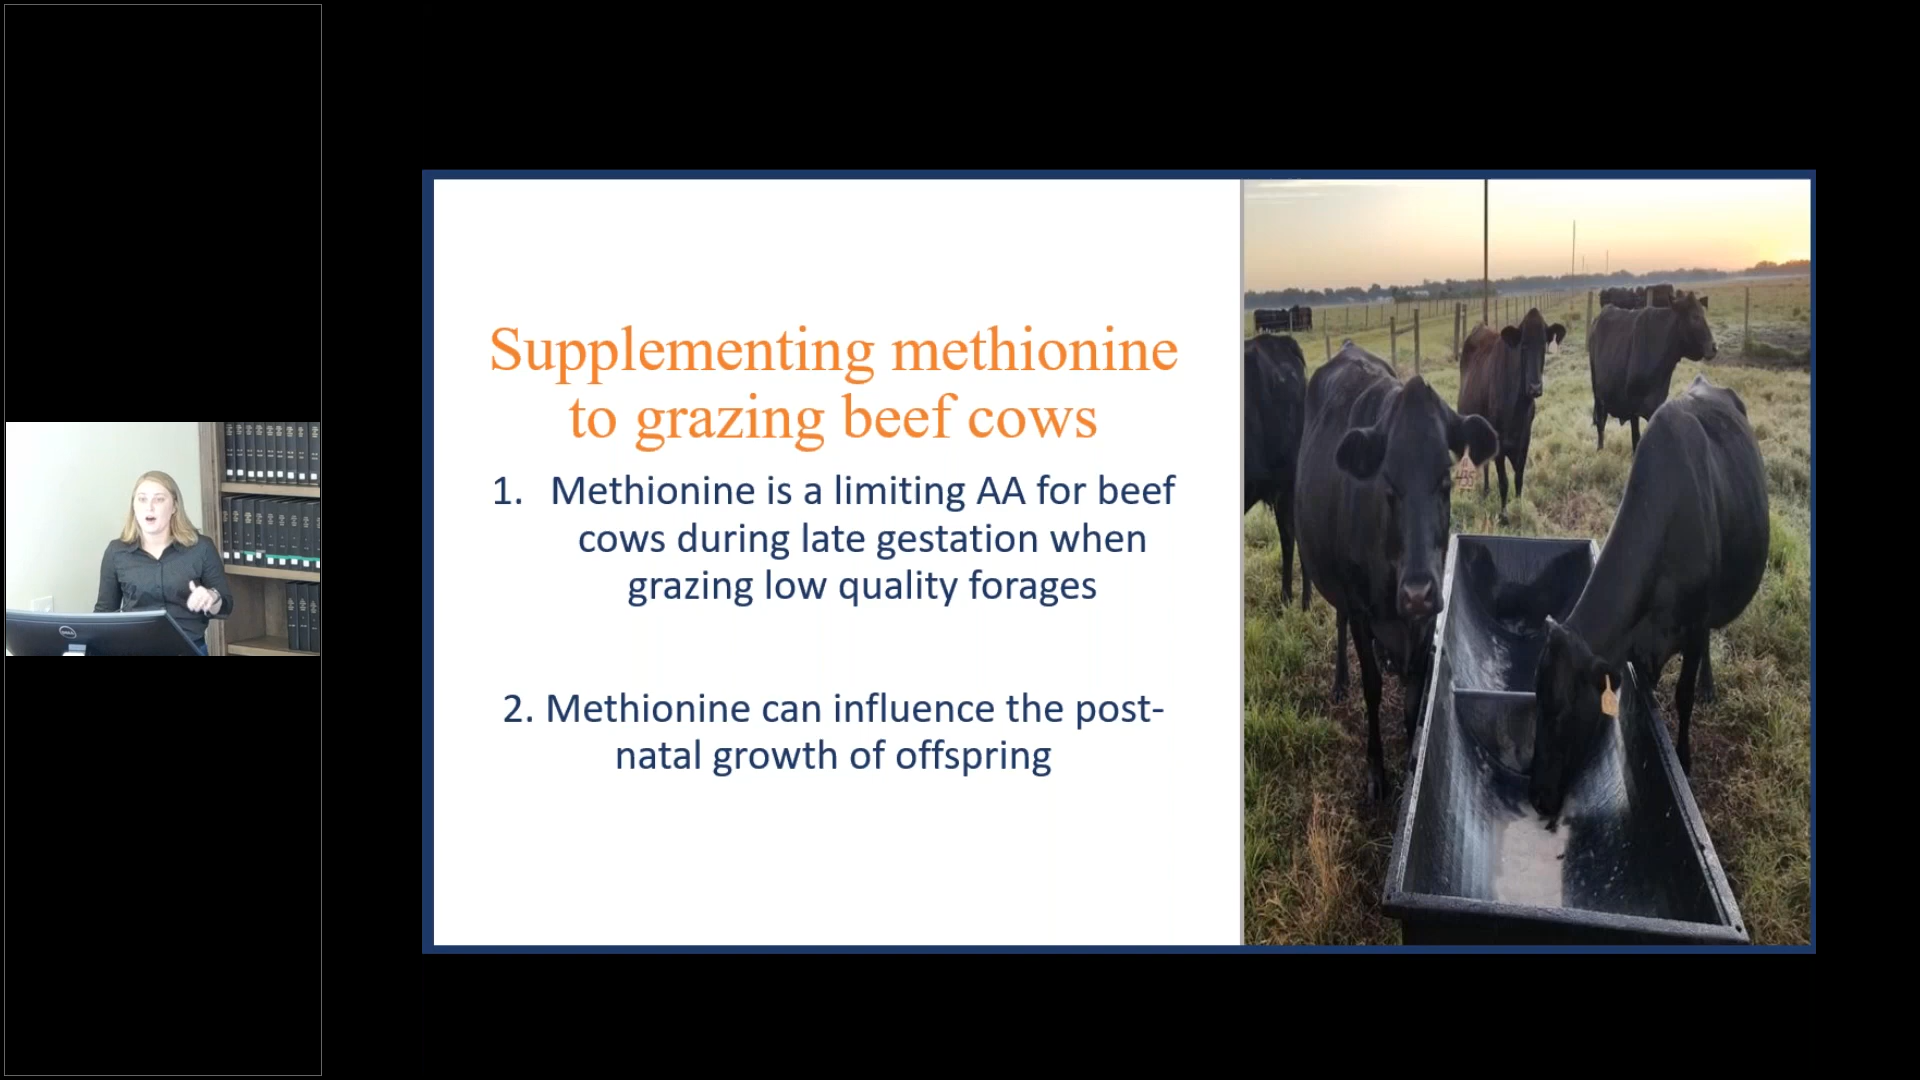 Supplementing methionine
to grazing beef cows
1. Methionine is a limiting AA for beef
cows during late gestation when
grazing low quality forages
2. Methionine can influence the post-
natal growth of offspring
DELL